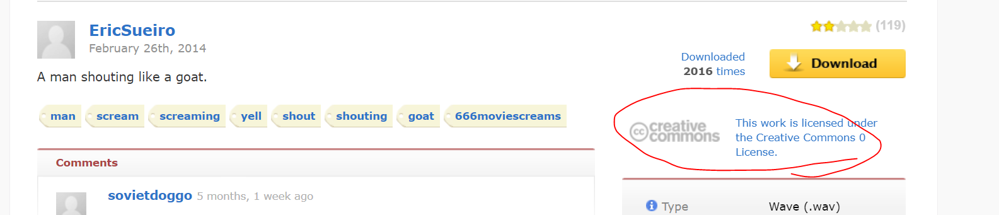 EricSueiro
February 26th, 2014
A man shouting like a goat.
man scream screaming yell shout shouting goat 666moviescreams
Comments
sovietdoggo 5 months, 1 week ago
(119)
Downloaded
2016 times
Download
cc creative
commons
This work is licensed under
the Creative Commons 0
License.
Type Wave (.wav)